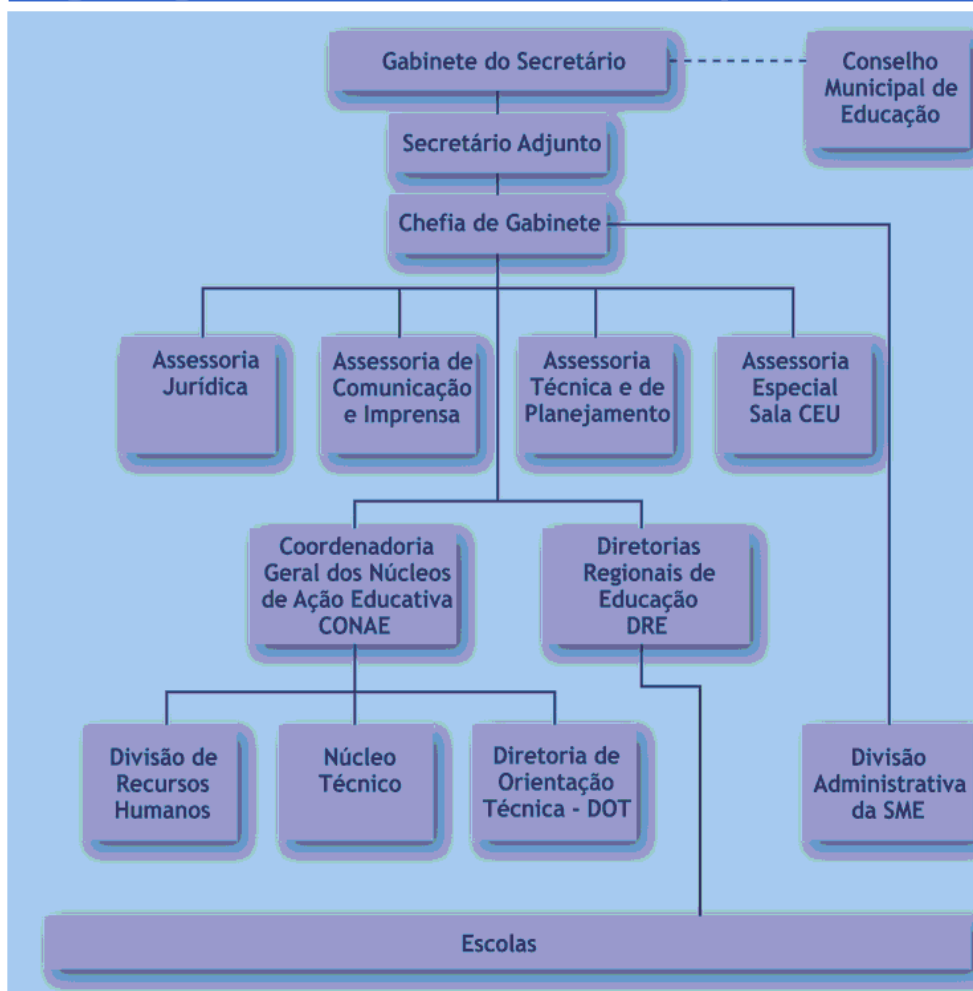 Gabinete do Secretário
Conselho
Municipal de
Educação
Secretário Adjunto
Chefia de Gabinete
Assessoria
Jurídica
Assessoria de
Comunicação
e Imprensa
Assessoria
Técnica e de
Planejamento
Assessoria
Especial
Sala CEU
Coordenadoria
Geral dos Núcleos
de Ação Educativa
CONAE
Diretorias
Regionais de
Educação
DRE
Divisão de
Recursos
Humanos
Núcleo
Técnico
Diretoria de
Orientação
Técnica - DOT
Divisão
Administrativa
da SME
Escolas